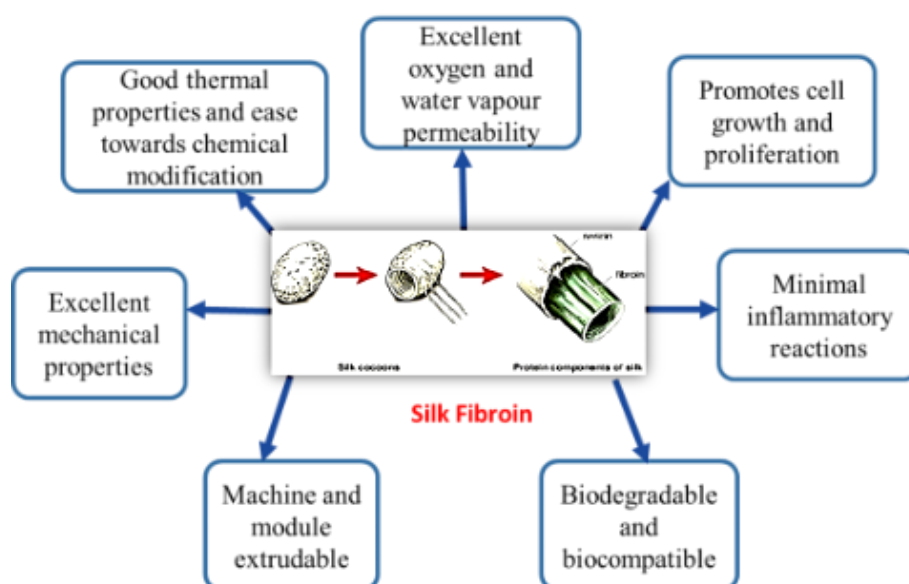 Excellent
oxygen and
water vapour
permeability
Good thermal
properties and ease
towards chemical
modification
Promotes cell
growth and
proliferation
fibroin
Excellent
mechanical
properties
Minimal
inflammatory
reactions
Silk cocoons
Protein components of silk
Silk Fibroin
Machine and
module
extrudable
Biodegradable
and
biocompatible